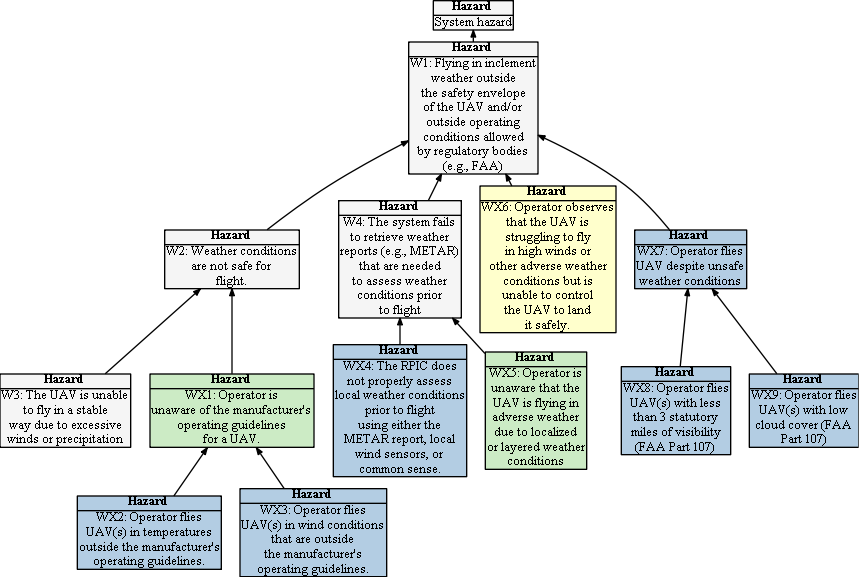 Hazard
System hazard
Hazard
W1: Flying in inclement
weather outside
the safety envelope
of the UAV and/or
outside operating
conditions allowed
by regulatory bodies
(e.g., FAA)
Hazard
W2: Weather conditions
are not safe for
flight.
Hazard
W4: The system fails
to retrieve weather
reports (e.g., METAR)
that are needed
to assess weather
conditions prior
to flight
Hazard
WX6: Operator observes
that the UAV is
struggling to fly
in high winds or
other adverse weather
conditions but is
unable to control
the UAV to land
it safely.
Hazard
WX7: Operator flies
UAV despite unsafe
weather conditions
Hazard
W3: The UAV is unable
to fly in a stable
way due to excessive
winds or precipitation
Hazard
WX1: Operator is
unaware of the manufacturer's
operating guidelines
for a UAV.
Hazard
WX4: The RPIC does
not properly assess
local weather conditions
prior to flight
using either the
METAR report, local
wind sensors, or
common sense.
Hazard
WX5: Operator is
unaware that the
UAV is flying in
adverse weather
due to localized
or layered weather
conditions
Hazard
WX8: Operator flies
UAV(s) with less
than 3 statutory
miles of visibility
(FAA Part 107)
Hazard
WX9: Operator flies
UAV(s) with low
cloud cover (FAA
Part 107)
Hazard
WX2: Operator flies
UAV(s) in temperatures
outside the manufacturer's
operating guidelines.
Hazard
WX3: Operator flies
UAV(s) in wind conditions
that are outside
the manufacturer's
operating guidelines.